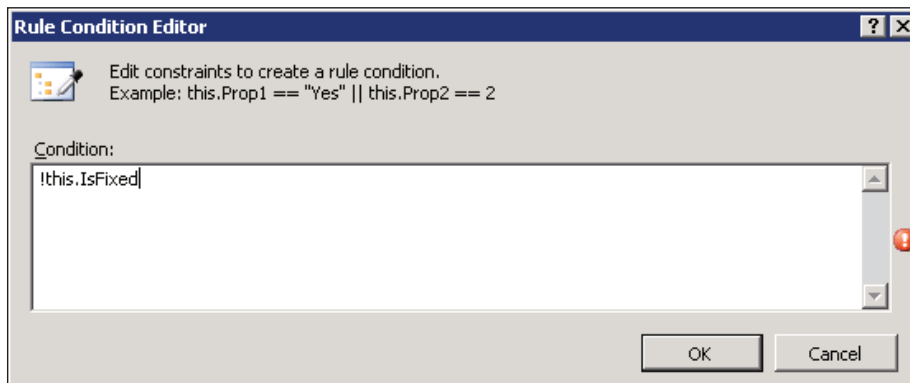 Rule Condition Editor
Edit constraints to create a rule condition.
Example: this.Prop1 == "Yes" || this.Prop2 == 2
Condition:
!this.IsFixed
OK
Cancel